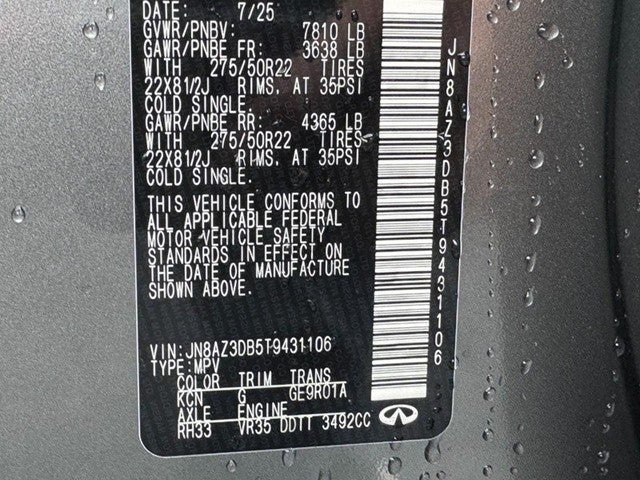 DATE: 7/25
GVWR/PNBV: 7810 LB
GAWR/PNBE FR: 3638 LB
WITH 275/50R22 TIRES
22X81/2J RIMS, AT 35PSI
COLD SINGLE.
GAWR/PNBE RR: 4365 LB
WITH 275/50R22 TIRES
22X81/2J RIMS, AT 35PSI
COLD SINGLE.
THIS VEHICLE CONFORMS TO
ALL APPLICABLE FEDERAL
MOTOR VEHICLE SAFETY
STANDARDS IN EFFECT ON
THE DATE OF MANUFACTURE
SHOWN ABOVE.
VIN:JN8AZ3DB5T9431106
TYPE:MPV
COLOR TRIM TRANS
KCN G GE9R01A
AXLE ENGINE
RH33 VR35 DDTT 3492CC
JN8AZ3DB5T9431106